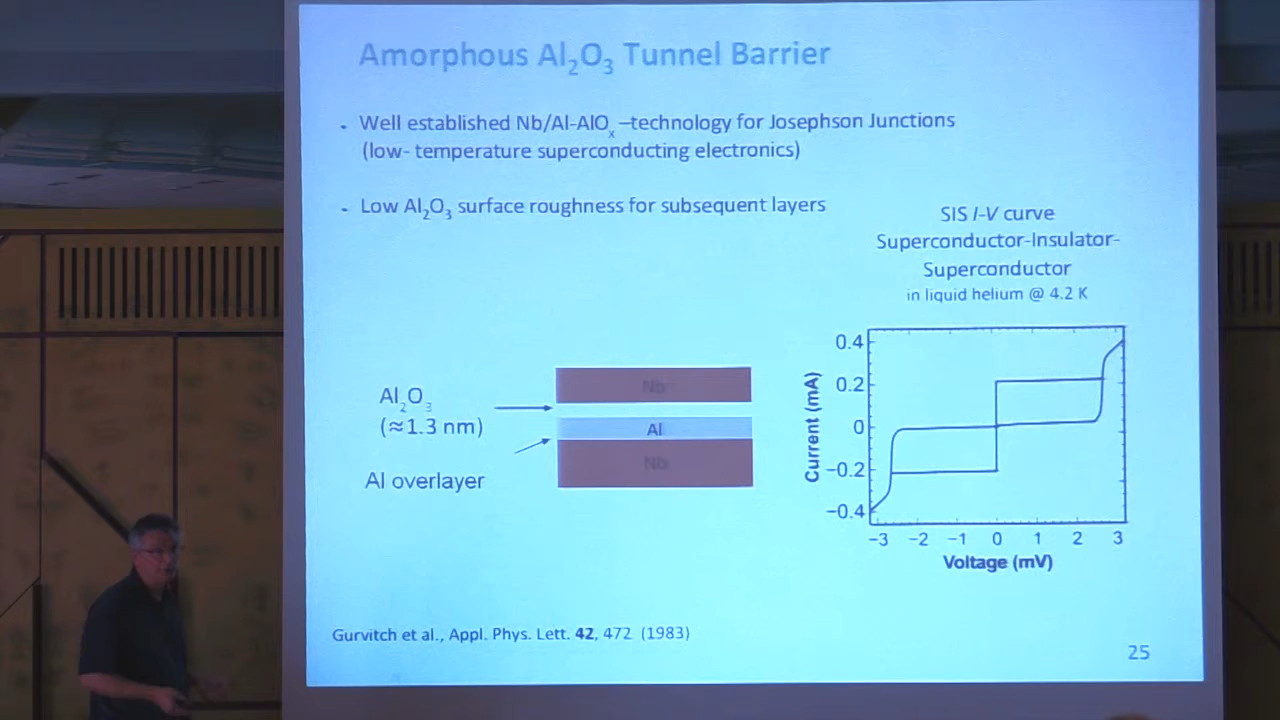 Amorphous Al₂O₃ Tunnel Barrier
Well established Nb/Al-AlOₓ –technology for Josephson Junctions
(low- temperature superconducting electronics)
Low Al₂O₃ surface roughness for subsequent layers
SIS I-V curve
Superconductor-Insulator-
Superconductor
in liquid helium @ 4.2 K
Al₂O₃
(≈1.3 nm)
Al overlayer
Nb
Al
Nb
Current (mA)
0.4
0.2
0
−0.2
−0.4
−3 −2 −1 0 1 2 3
Voltage (mV)
Gurvitch et al., Appl. Phys. Lett. 42, 472 (1983)
25